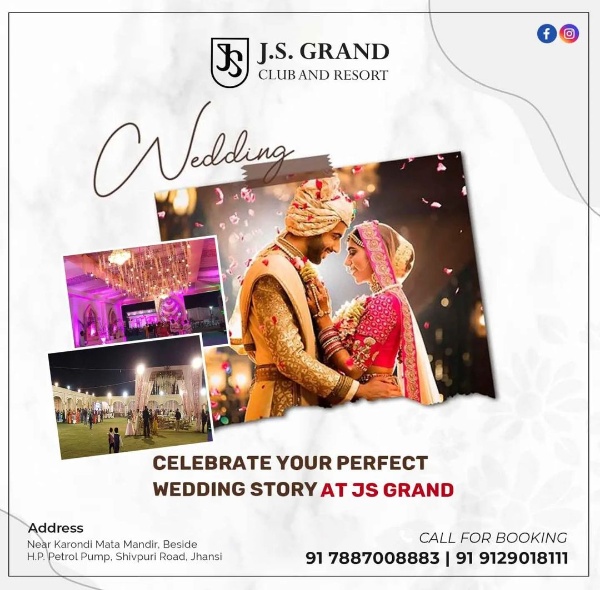 JS
J.S. GRAND
CLUB AND RESORT
Wedding
CELEBRATE YOUR PERFECT
WEDDING STORY AT JS GRAND
Address
Near Karondi Mata Mandir, Beside
H.P. Petrol Pump, Shivpuri Road, Jhansi
CALL FOR BOOKING
91 7887008883 | 91 9129018111